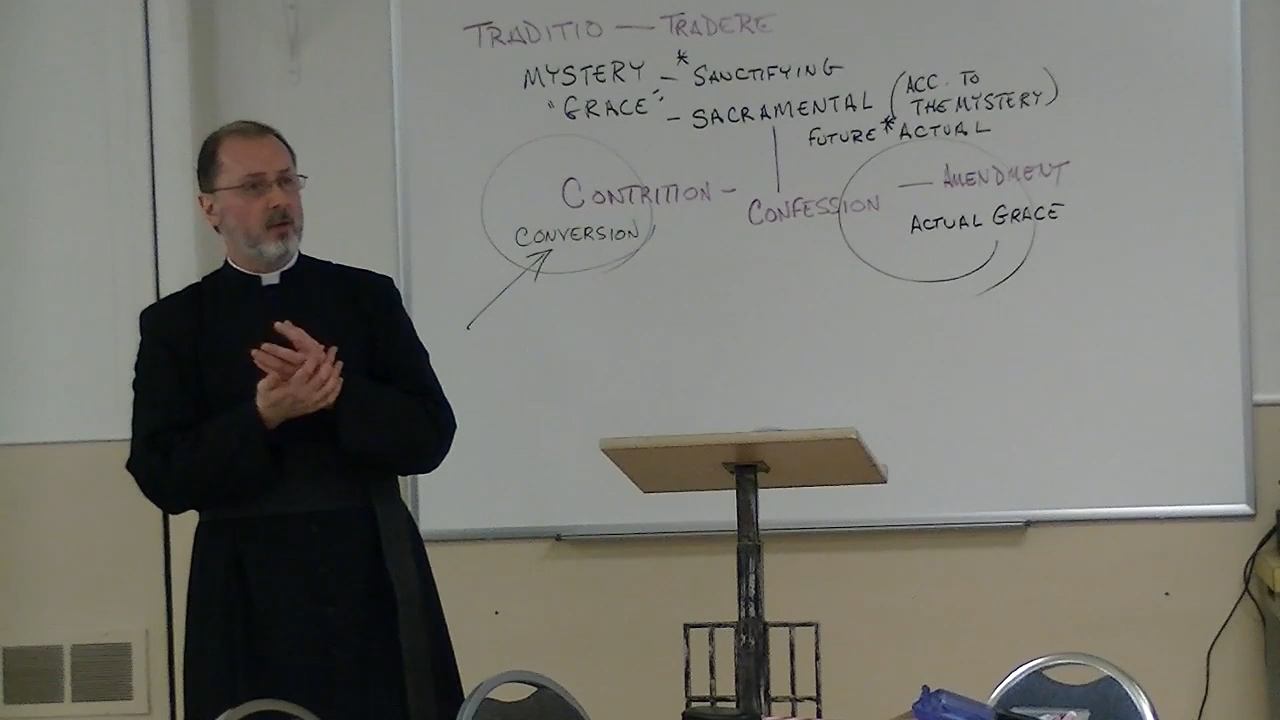 TRADITIO — TRADERE
MYSTERY - * SANCTIFYING
"GRACE" - SACRAMENTAL (ACC. TO THE MYSTERY)
FUTURE * ACTUAL
CONTRITION - CONFESSION — AMENDMENT
CONVERSION ACTUAL GRACE